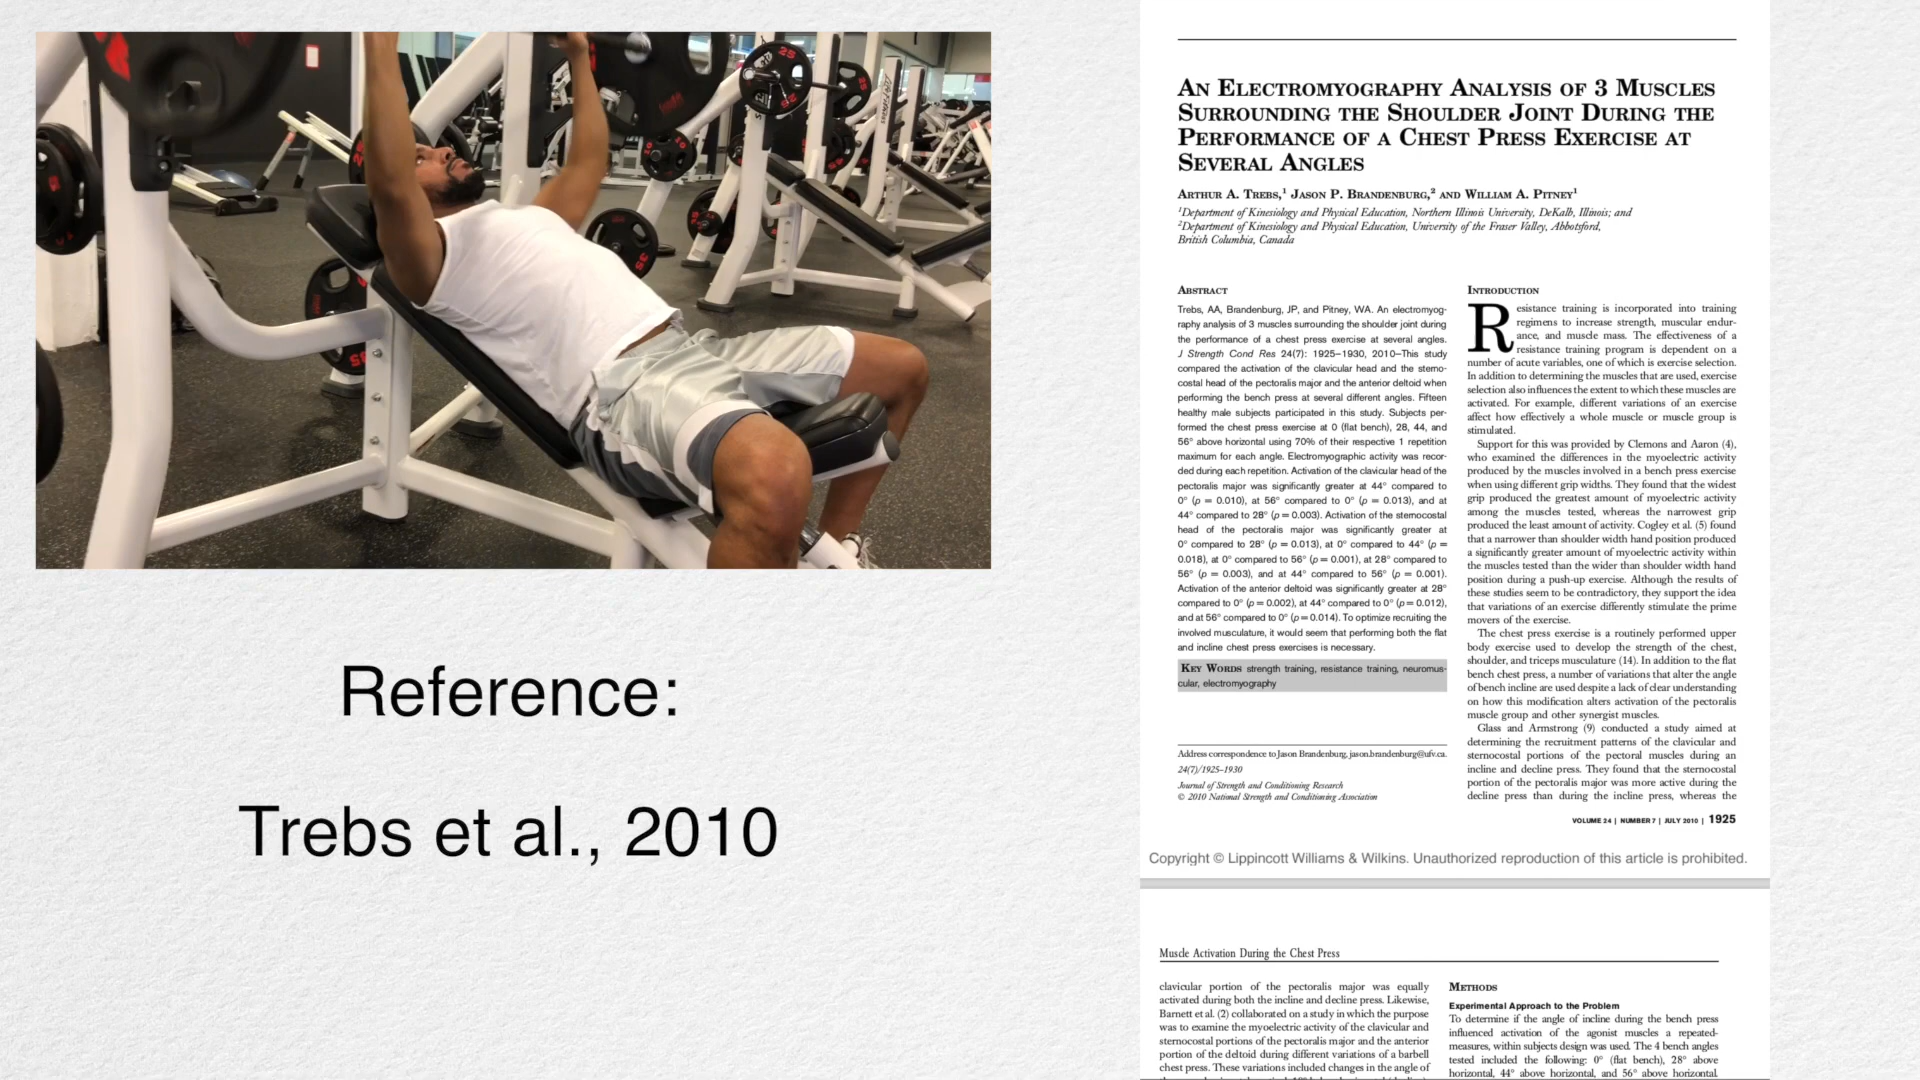 Reference:
Trebs et al., 2010
AN ELECTROMYOGRAPHY ANALYSIS OF 3 MUSCLES
SURROUNDING THE SHOULDER JOINT DURING THE
PERFORMANCE OF A CHEST PRESS EXERCISE AT
SEVERAL ANGLES
ARTHUR A. TREBS,¹ JASON P. BRANDENBURG,² AND WILLIAM A. PITNEY¹
¹Department of Kinesiology and Physical Education, Northern Illinois University, DeKalb, Illinois; and
²Department of Kinesiology and Physical Education, University of the Fraser Valley, Abbotsford,
British Columbia, Canada
ABSTRACT
Trebs, AA, Brandenburg, JP, and Pitney, WA. An electromyog-
raphy analysis of 3 muscles surrounding the shoulder joint during
the performance of a chest press exercise at several angles.
J Strength Cond Res 24(7): 1925–1930, 2010—This study
compared the activation of the clavicular head and the sterno-
costal head of the pectoralis major and the anterior deltoid when
performing the bench press at several different angles. Fifteen
healthy male subjects participated in this study. Subjects per-
formed the chest press exercise at 0 (flat bench), 28, 44, and
56° above horizontal using 70% of their respective 1 repetition
maximum for each angle. Electromyographic activity was recor-
ded during each repetition. Activation of the clavicular head of the
pectoralis major was significantly greater at 44° compared to
0° (p = 0.010), at 56° compared to 0° (p = 0.013), and at
44° compared to 28° (p = 0.003). Activation of the sternocostal
head of the pectoralis major was significantly greater at
0° compared to 28° (p = 0.013), at 0° compared to 44° (p =
0.018), at 0° compared to 56° (p = 0.001), at 28° compared to
56° (p = 0.003), and at 44° compared to 56° (p = 0.001).
Activation of the anterior deltoid was significantly greater at 28°
compared to 0° (p = 0.002), at 44° compared to 0° (p = 0.012),
and at 56° compared to 0° (p = 0.014). To optimize recruiting the
involved musculature, it would seem that performing both the flat
and incline chest press exercises is necessary.
KEY WORDS strength training, resistance training, neuromus-
cular, electromyography
Address correspondence to Jason Brandenburg, jason.brandenburg@ufv.ca.
24(7)/1925–1930
Journal of Strength and Conditioning Research
© 2010 National Strength and Conditioning Association
INTRODUCTION
Resistance training is incorporated into training
regimens to increase strength, muscular endur-
ance, and muscle mass. The effectiveness of a
resistance training program is dependent on a
number of acute variables, one of which is exercise selection.
In addition to determining the muscles that are used, exercise
selection also influences the extent to which these muscles are
activated. For example, different variations of an exercise
affect how effectively a whole muscle or muscle group is
stimulated.
Support for this was provided by Clemons and Aaron (4),
who examined the differences in the myoelectric activity
produced by the muscles involved in a bench press exercise
when using different grip widths. They found that the widest
grip produced the greatest amount of myoelectric activity
among the muscles tested, whereas the narrowest grip
produced the least amount of activity. Cogley et al. (5) found
that a narrower than shoulder width hand position produced
a significantly greater amount of myoelectric activity within
the muscles tested than the wider than shoulder width hand
position during a push-up exercise. Although the results of
these studies seem to be contradictory, they support the idea
that variations of an exercise differently stimulate the prime
movers of the exercise.
The chest press exercise is a routinely performed upper
body exercise used to develop the strength of the chest,
shoulder, and triceps musculature (14). In addition to the flat
bench chest press, a number of variations that alter the angle
of bench incline are used despite a lack of clear understanding
on how this modification alters activation of the pectoralis
muscle group and other synergist muscles.
Glass and Armstrong (9) conducted a study aimed at
determining the recruitment patterns of the clavicular and
sternocostal portions of the pectoral muscles during an
incline and decline press. They found that the sternocostal
portion of the pectoralis major was more active during the
decline press than during the incline press, whereas the
VOLUME 24 | NUMBER 7 | JULY 2010 | 1925
Copyright © Lippincott Williams & Wilkins. Unauthorized reproduction of this article is prohibited.
Muscle Activation During the Chest Press
clavicular portion of the pectoralis major was equally
activated during both the incline and decline press. Likewise,
Barnett et al. (2) collaborated on a study in which the purpose
was to examine the myoelectric activity of the clavicular and
sternocostal portions of the pectoralis major and the anterior
portion of the deltoid during different variations of a barbell
chest press. These variations included changes in the angle of
METHODS
Experimental Approach to the Problem
To determine if the angle of incline during the bench press
influenced activation of the agonist muscles a repeated-
measures, within subjects design was used. The 4 bench angles
tested included the following: 0° (flat bench), 28° above
horizontal, 44° above horizontal, and 56° above horizontal.